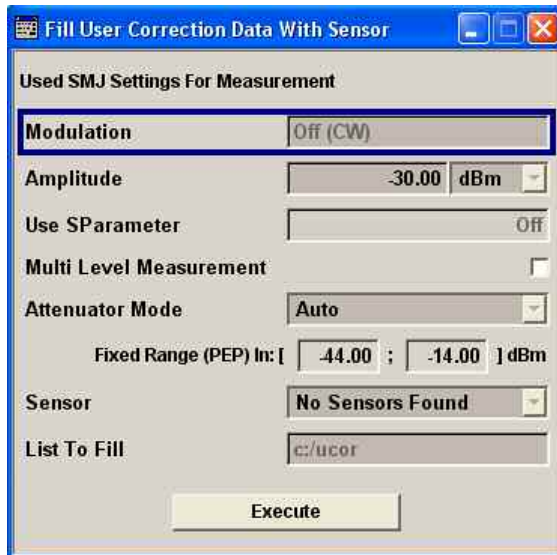 Fill User Correction Data With Sensor
Used SMJ Settings For Measurement
Modulation Off (CW)
Amplitude -30.00 dBm
Use SParameter Off
Multi Level Measurement
Attenuator Mode Auto
Fixed Range (PEP) In: [ -44.00 ; -14.00 ] dBm
Sensor No Sensors Found
List To Fill c:/ucor
Execute